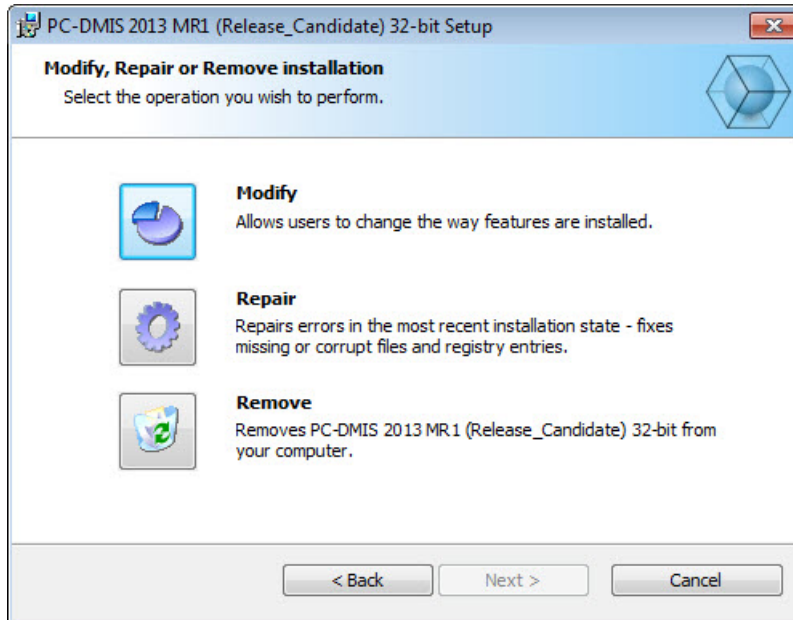 PC-DMIS 2013 MR1 (Release_Candidate) 32-bit Setup
Modify, Repair or Remove installation
Select the operation you wish to perform.
Modify
Allows users to change the way features are installed.
Repair
Repairs errors in the most recent installation state - fixes
missing or corrupt files and registry entries.
Remove
Removes PC-DMIS 2013 MR1 (Release_Candidate) 32-bit from
your computer.
< Back
Next >
Cancel